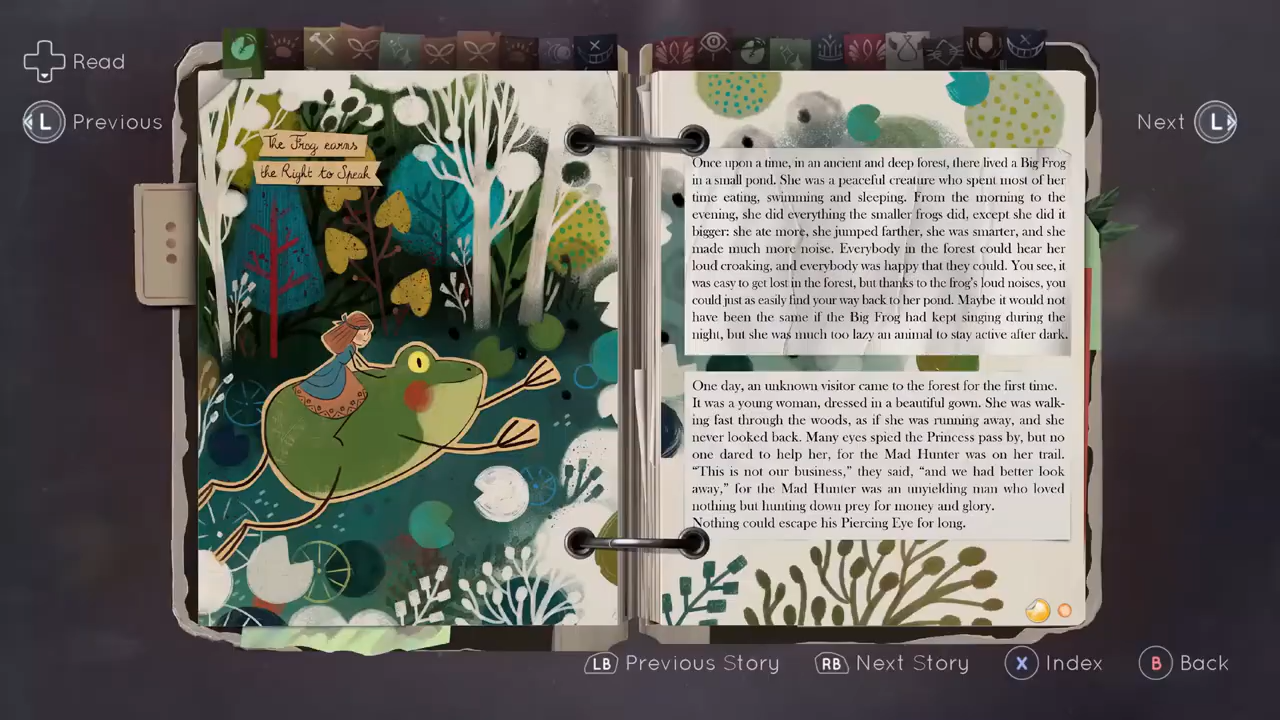 Read
L Previous
Next L
The Frog earns
the Right to Speak
Once upon a time, in an ancient and deep forest, there lived a Big Frog
in a small pond. She was a peaceful creature who spent most of her
time eating, swimming and sleeping. From the morning to the
evening, she did everything the smaller frogs did, except she did it
bigger: she ate more, she jumped farther, she was smarter, and she
made much more noise. Everybody in the forest could hear her
loud croaking, and everybody was happy that they could. You see, it
was easy to get lost in the forest, but thanks to the frog's loud noises, you
could just as easily find your way back to her pond. Maybe it would not
have been the same if the Big Frog had kept singing during the
night, but she was much too lazy an animal to stay active after dark.
One day, an unknown visitor came to the forest for the first time.
It was a young woman, dressed in a beautiful gown. She was walk-
ing fast through the woods, as if she was running away, and she
never looked back. Many eyes spied the Princess pass by, but no
one dared to help her, for the Mad Hunter was on her trail.
“This is not our business,” they said, “and we had better look
away,” for the Mad Hunter was an unyielding man who loved
nothing but hunting down prey for money and glory.
Nothing could escape his Piercing Eye for long.
LB Previous Story RB Next Story X Index B Back